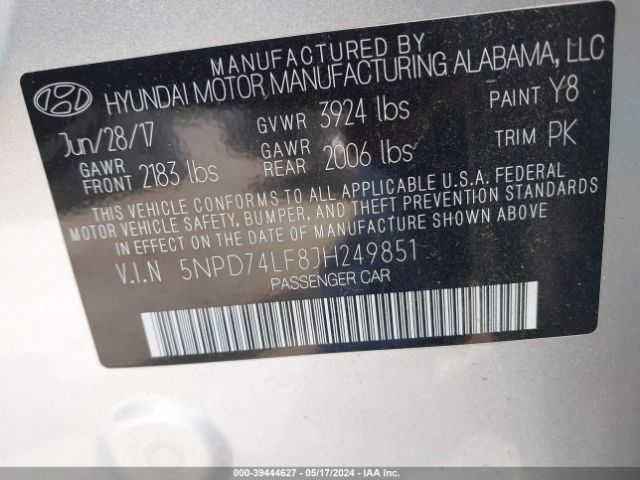 MANUFACTURED BY
HYUNDAI MOTOR MANUFACTURING ALABAMA, LLC
Jun/28/17 GVWR 3924 lbs PAINT Y8
GAWR FRONT 2183 lbs GAWR REAR 2006 lbs TRIM PK
THIS VEHICLE CONFORMS TO ALL APPLICABLE U.S.A. FEDERAL
MOTOR VEHICLE SAFETY, BUMPER, AND THEFT PREVENTION STANDARDS
IN EFFECT ON THE DATE OF MANUFACTURE SHOWN ABOVE
V.I.N 5NPD74LF8JH249851
PASSENGER CAR
000-39444627 - 05/17/2024 - IAA Inc.